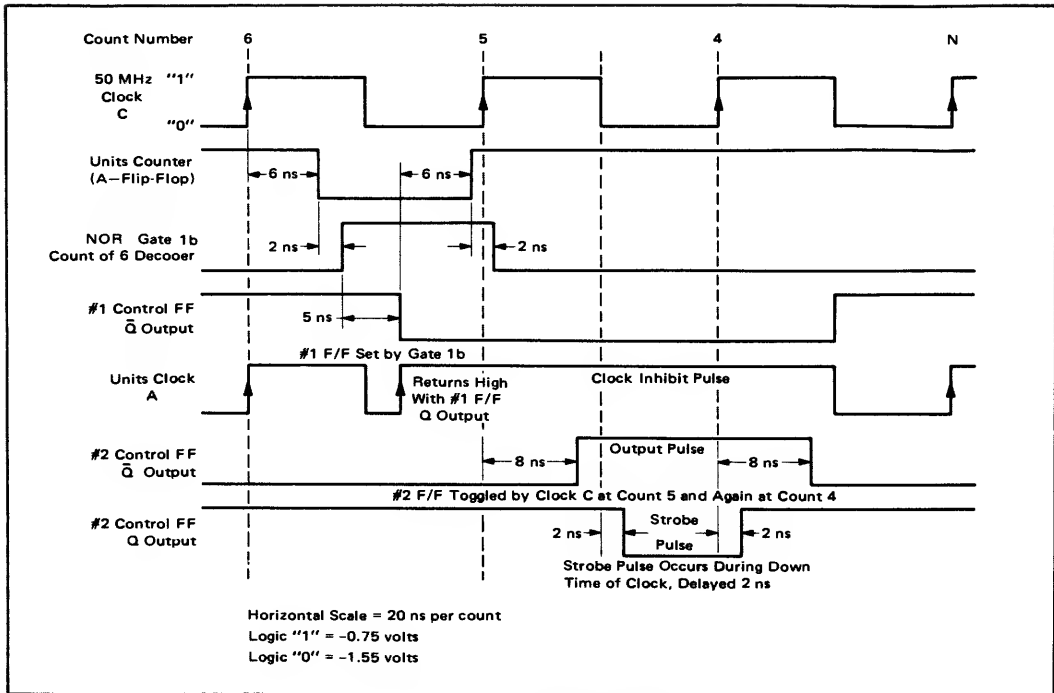 Count Number 6 5 4 N
50 MHz "1"
Clock
C
"0"
Units Counter
(A–Flip-Flop)
6 ns 6 ns
NOR Gate 1b
Count of 6 Decooer
2 ns 2 ns
#1 Control FF
Q̅ Output
5 ns
#1 F/F Set by Gate 1b
Units Clock
A
Returns High
With #1 F/F
Q Output
Clock Inhibit Pulse
#2 Control FF
Q̅ Output
8 ns Output Pulse 8 ns
#2 F/F Toggled by Clock C at Count 5 and Again at Count 4
#2 Control FF
Q Output
2 ns Strobe
Pulse 2 ns
Strobe Pulse Occurs During Down
Time of Clock, Delayed 2 ns
Horizontal Scale = 20 ns per count
Logic "1" = –0.75 volts
Logic "0" = –1.55 volts